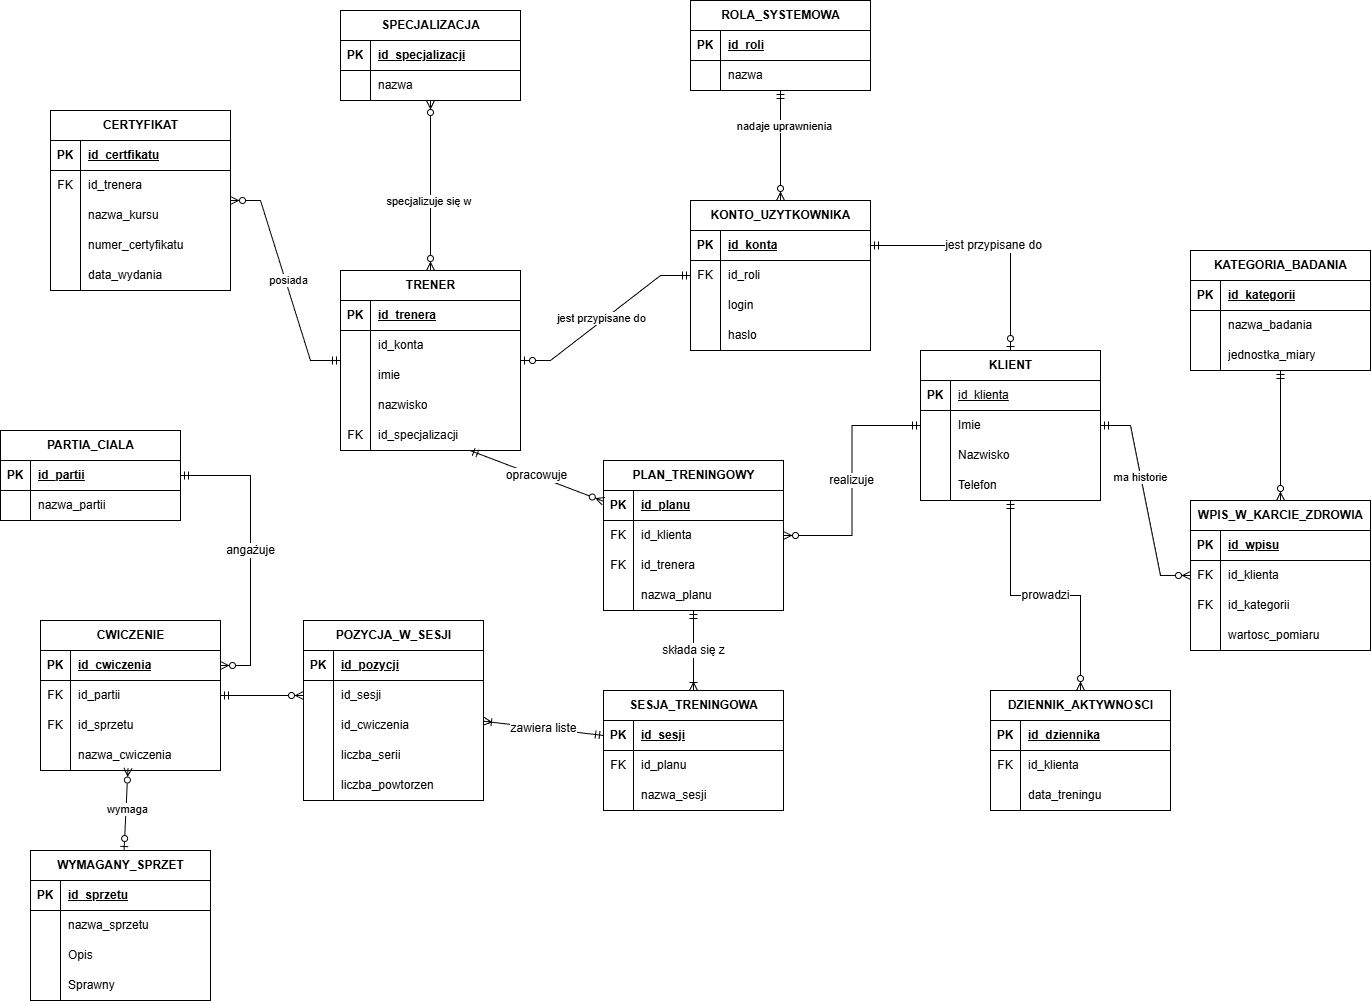 SPECJALIZACJA
PK id_specjalizacji
nazwa
ROLA_SYSTEMOWA
PK id_roli
nazwa
nadaje uprawnienia
CERTYFIKAT
PK id_certfikatu
FK id_trenera
nazwa_kursu
numer_certyfikatu
data_wydania
specjalizuje się w
posiada
KONTO_UZYTKOWNIKA
PK id_konta
FK id_roli
login
haslo
jest przypisane do
jest przypisane do
TRENER
PK id_trenera
id_konta
imie
nazwisko
FK id_specjalizacji
KATEGORIA_BADANIA
PK id_kategorii
nazwa_badania
jednostka_miary
KLIENT
PK id_klienta
Imie
Nazwisko
Telefon
PARTIA_CIALA
PK id_partii
nazwa_partii
opracowuje
realizuje
ma historie
PLAN_TRENINGOWY
PK id_planu
FK id_klienta
FK id_trenera
nazwa_planu
WPIS_W_KARCIE_ZDROWIA
PK id_wpisu
FK id_klienta
FK id_kategorii
wartosc_pomiaru
angażuje
prowadzi
składa się z
CWICZENIE
PK id_cwiczenia
FK id_partii
FK id_sprzetu
nazwa_cwiczenia
POZYCJA_W_SESJI
PK id_pozycji
id_sesji
id_cwiczenia
liczba_serii
liczba_powtorzen
zawiera liste
SESJA_TRENINGOWA
PK id_sesji
FK id_planu
nazwa_sesji
DZIENNIK_AKTYWNOSCI
PK id_dziennika
FK id_klienta
data_treningu
wymaga
WYMAGANY_SPRZET
PK id_sprzetu
nazwa_sprzetu
Opis
Sprawny